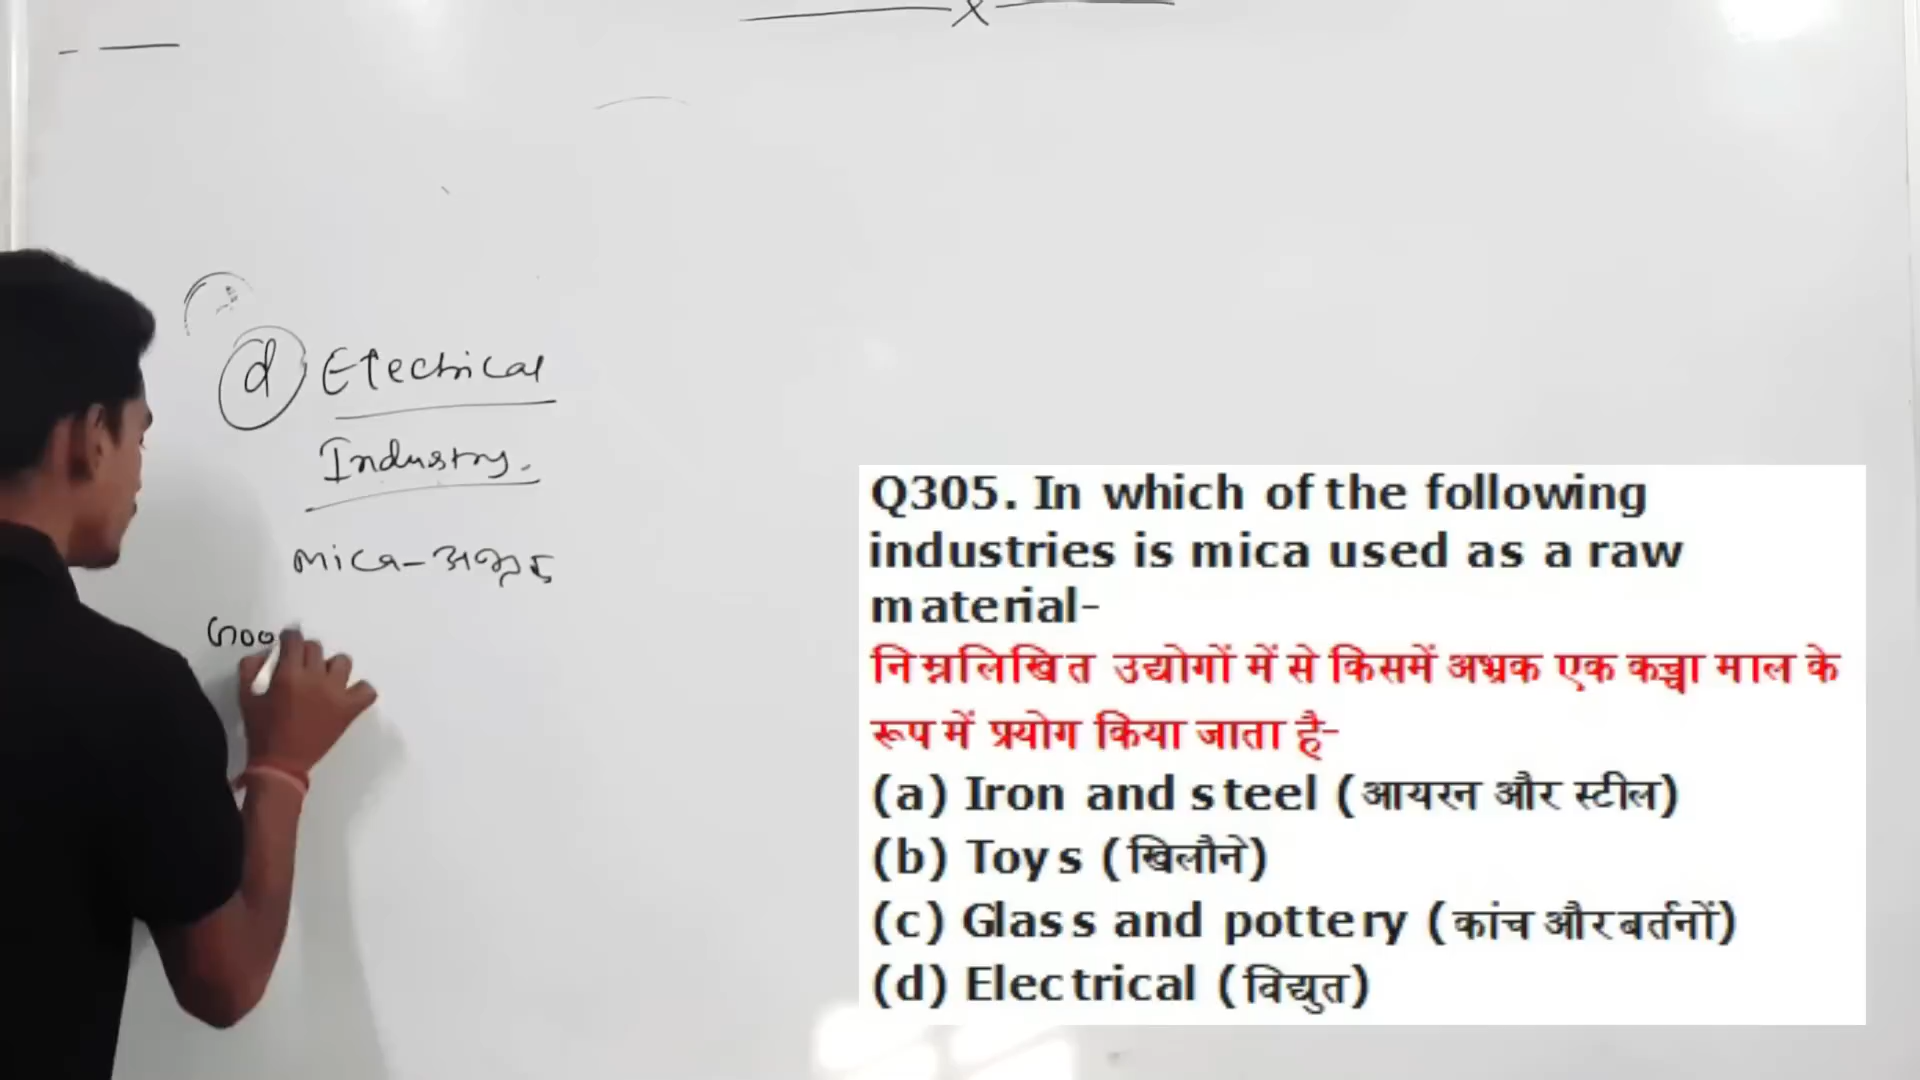 (d) Electrical
Industry.
mica-अभ्रक
Goo
Q305. In which of the following
industries is mica used as a raw
material-
निम्नलिखित उद्योगों में से किसमें अभ्रक एक कच्चा माल के
रूप में प्रयोग किया जाता है-
(a) Iron and steel (आयरन और स्टील)
(b) Toys (खिलौने)
(c) Glass and pottery (कांच और बर्तनों)
(d) Electrical (विद्युत)